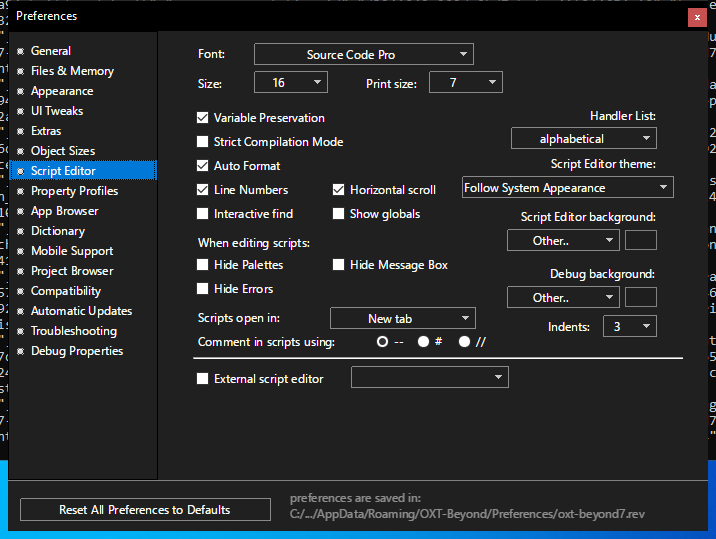 Preferences
x
General
Files & Memory
Appearance
UI Tweaks
Extras
Object Sizes
Script Editor
Property Profiles
App Browser
Dictionary
Mobile Support
Project Browser
Compatibility
Automatic Updates
Troubleshooting
Debug Properties
Font: Source Code Pro
Size: 16 Print size: 7
Variable Preservation
Handler List:
Strict Compilation Mode
alphabetical
Auto Format
Script Editor theme:
Line Numbers Horizontal scroll
Follow System Appearance
Interactive find Show globals
Script Editor background:
Other..
When editing scripts:
Hide Palettes Hide Message Box
Debug background:
Hide Errors
Other..
Scripts open in: New tab
Indents: 3
Comment in scripts using: -- # //
External script editor
Reset All Preferences to Defaults
preferences are saved in:
C:/.../AppData/Roaming/OXT-Beyond/Preferences/oxt-beyond7.rev